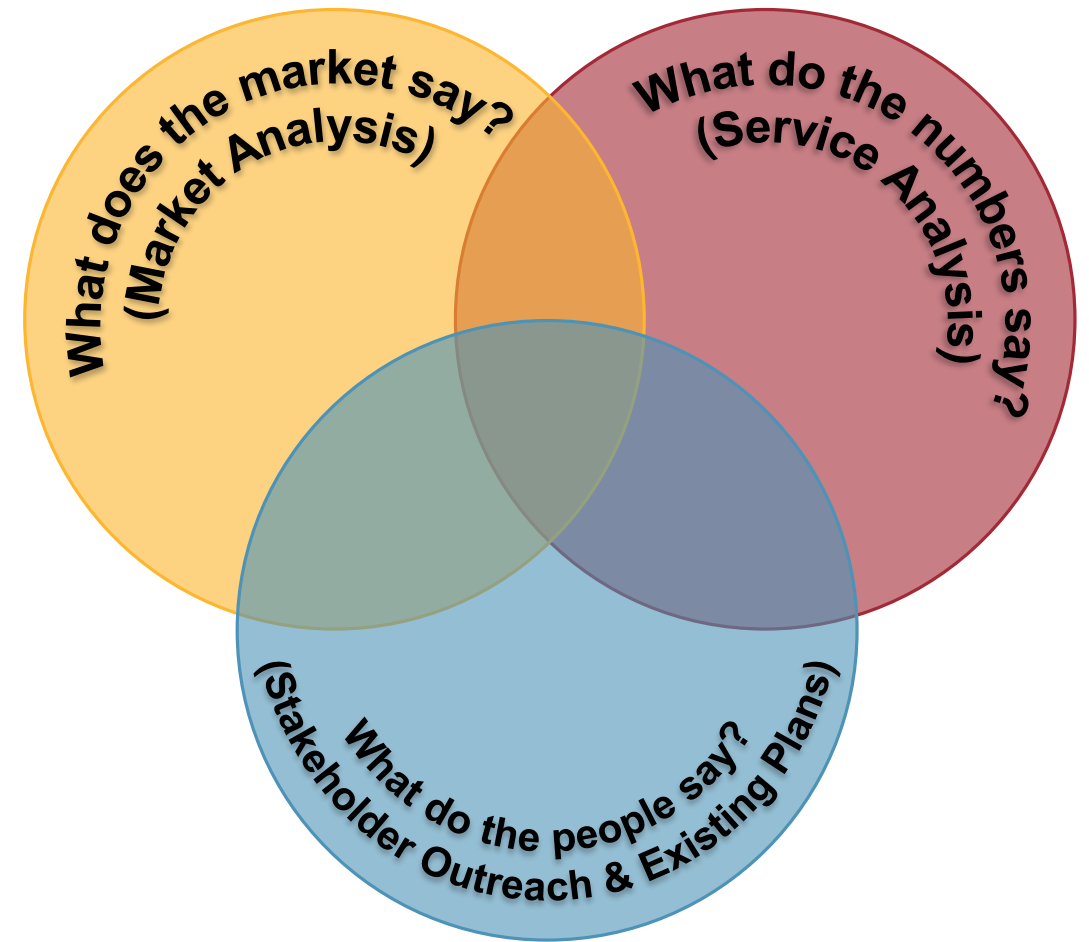 What does the market say?
(Market Analysis)
What do the numbers say?
(Service Analysis)
What do the people say?
(Stakeholder Outreach & Existing Plans)